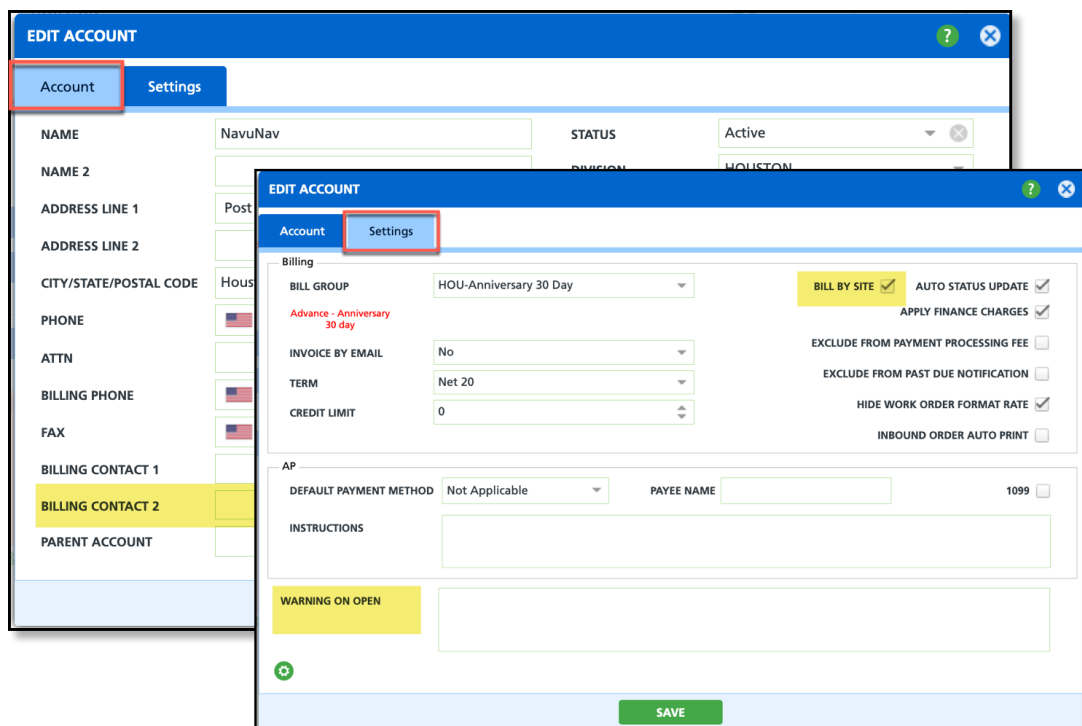 EDIT ACCOUNT ?
Account Settings
NAME NavuNav STATUS Active
NAME 2 DIVISION HOUSTON
ADDRESS LINE 1 Post
ADDRESS LINE 2
CITY/STATE/POSTAL CODE Hous
PHONE
ATTN
BILLING PHONE
FAX
BILLING CONTACT 1
BILLING CONTACT 2
PARENT ACCOUNT
EDIT ACCOUNT ?
Account Settings
Billing
BILL GROUP HOU-Anniversary 30 Day BILL BY SITE AUTO STATUS UPDATE
Advance - Anniversary
30 day
APPLY FINANCE CHARGES
EXCLUDE FROM PAYMENT PROCESSING FEE
INVOICE BY EMAIL No
EXCLUDE FROM PAST DUE NOTIFICATION
TERM Net 20
HIDE WORK ORDER FORMAT RATE
CREDIT LIMIT 0
INBOUND ORDER AUTO PRINT
AP
DEFAULT PAYMENT METHOD Not Applicable PAYEE NAME 1099
INSTRUCTIONS
WARNING ON OPEN
SAVE